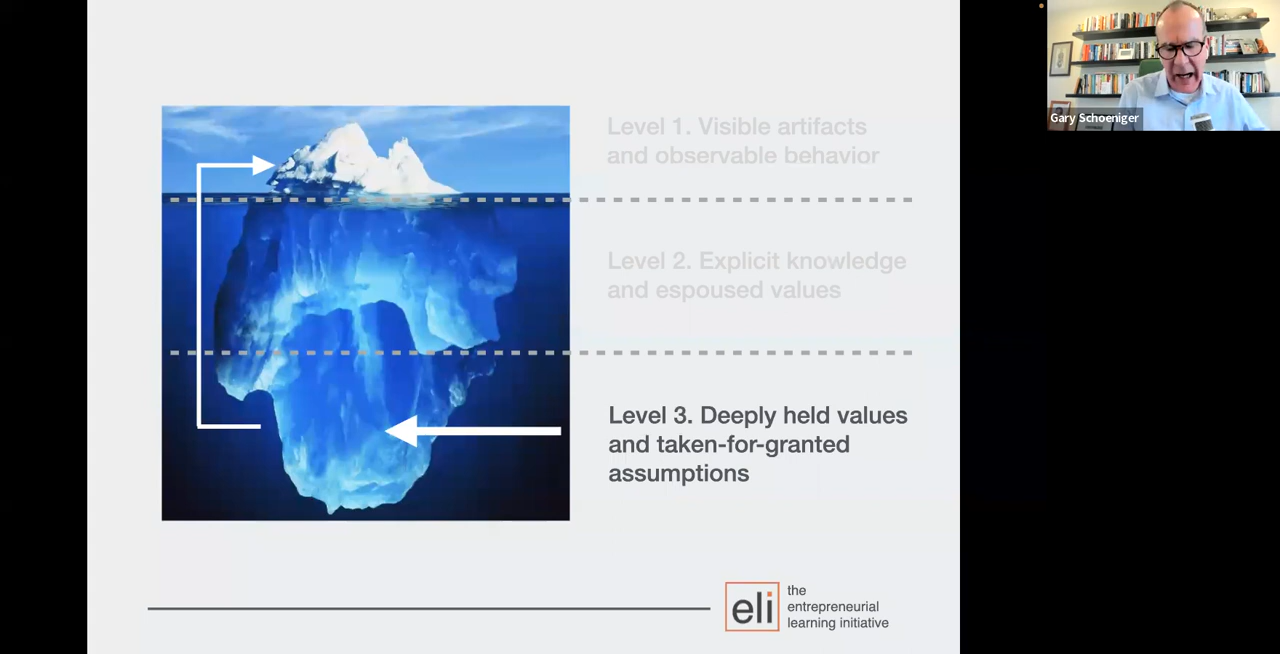 Level 1. Visible artifacts
and observable behavior
Level 2. Explicit knowledge
and espoused values
Level 3. Deeply held values
and taken-for-granted
assumptions
eli
the
entrepreneurial
learning initiative
Gary Schoeniger